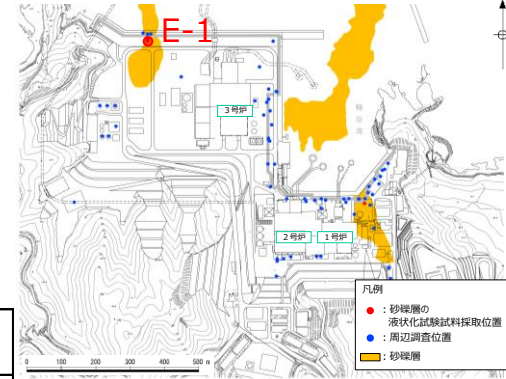 E-1
3号炉
2号炉
1号炉
凡例
：砂礫層の
液状化試験試料採取位置
：周辺調査位置
：砂礫層
0 100 200 300 400 500 m